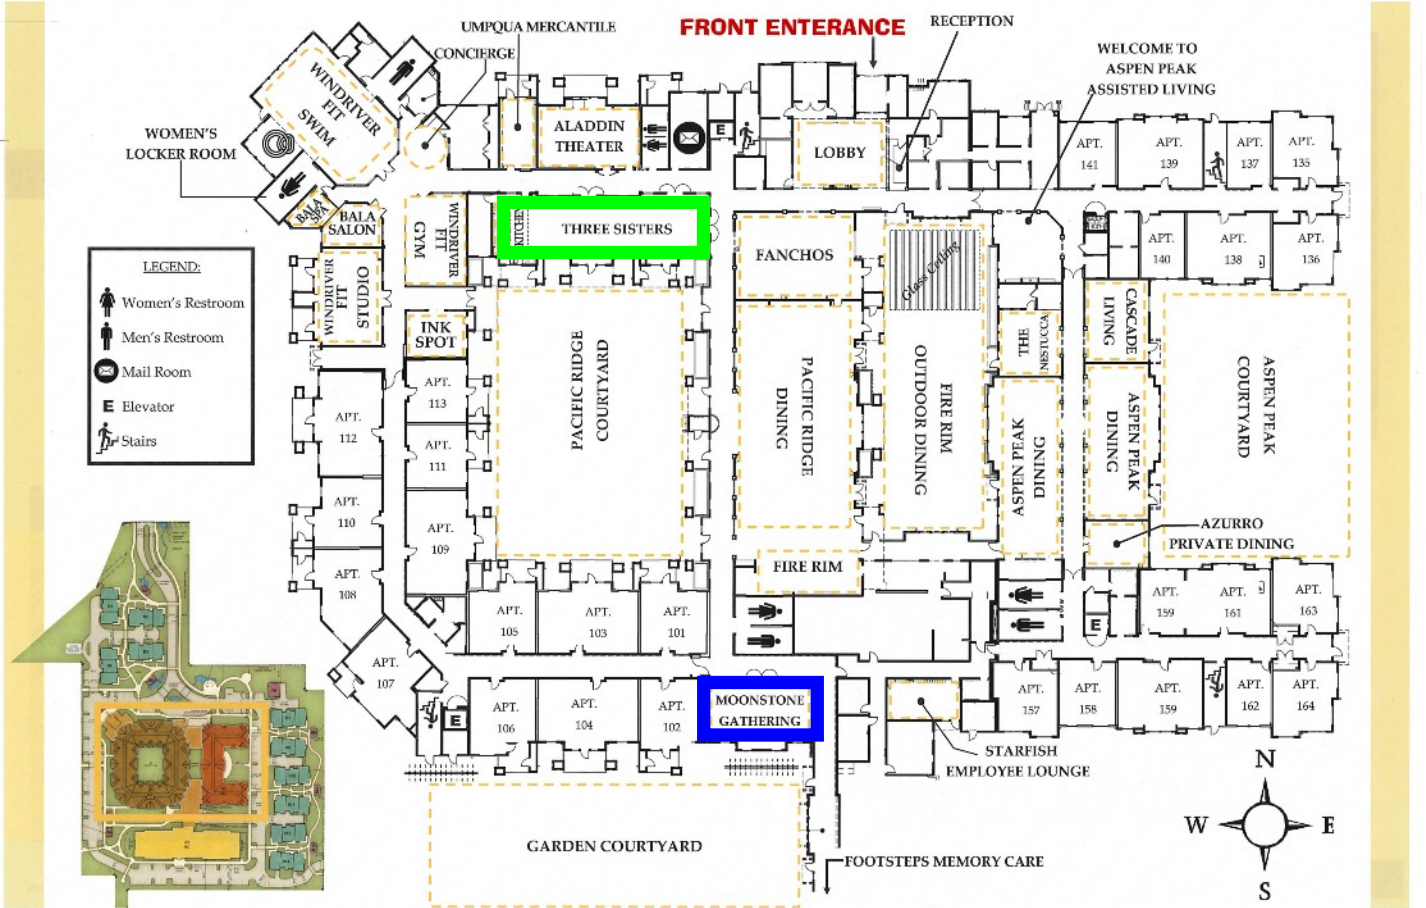 FRONT ENTERANCE
UMPQUA MERCANTILE
CONCIERGE
RECEPTION
WELCOME TO
ASPEN PEAK
ASSISTED LIVING
WINDRIVER
FIT
SWIM
WOMEN'S
LOCKER ROOM
ALADDIN
THEATER
E
LOBBY
APT.
141
APT.
139
APT.
137
APT.
135
BALA
SPA
BALA
SALON
WINDRIVER
FIT
GYM
KITCHEN
THREE SISTERS
FANCHOS
Glass Ceiling
APT.
140
APT.
138
APT.
136
LEGEND:
Women's Restroom
Men's Restroom
Mail Room
E Elevator
Stairs
WINDRIVER
FIT
STUDIO
INK
SPOT
PACIFIC RIDGE
COURTYARD
PACIFIC RIDGE
DINING
FIRE RIM
OUTDOOR DINING
THE
NESTUCCA
CASCADE
LIVING
ASPEN PEAK
DINING
ASPEN PEAK
DINING
ASPEN PEAK
COURTYARD
APT.
112
APT.
113
APT.
111
APT.
110
APT.
109
APT.
108
APT.
107
AZURRO
PRIVATE DINING
FIRE RIM
APT.
105
APT.
103
APT.
101
E
APT.
159
APT.
161
APT.
163
APT.
106
APT.
104
APT.
102
E
MOONSTONE
GATHERING
APT.
157
APT.
158
APT.
159
APT.
162
APT.
164
STARFISH
EMPLOYEE LOUNGE
GARDEN COURTYARD
FOOTSTEPS MEMORY CARE
N
W
E
S